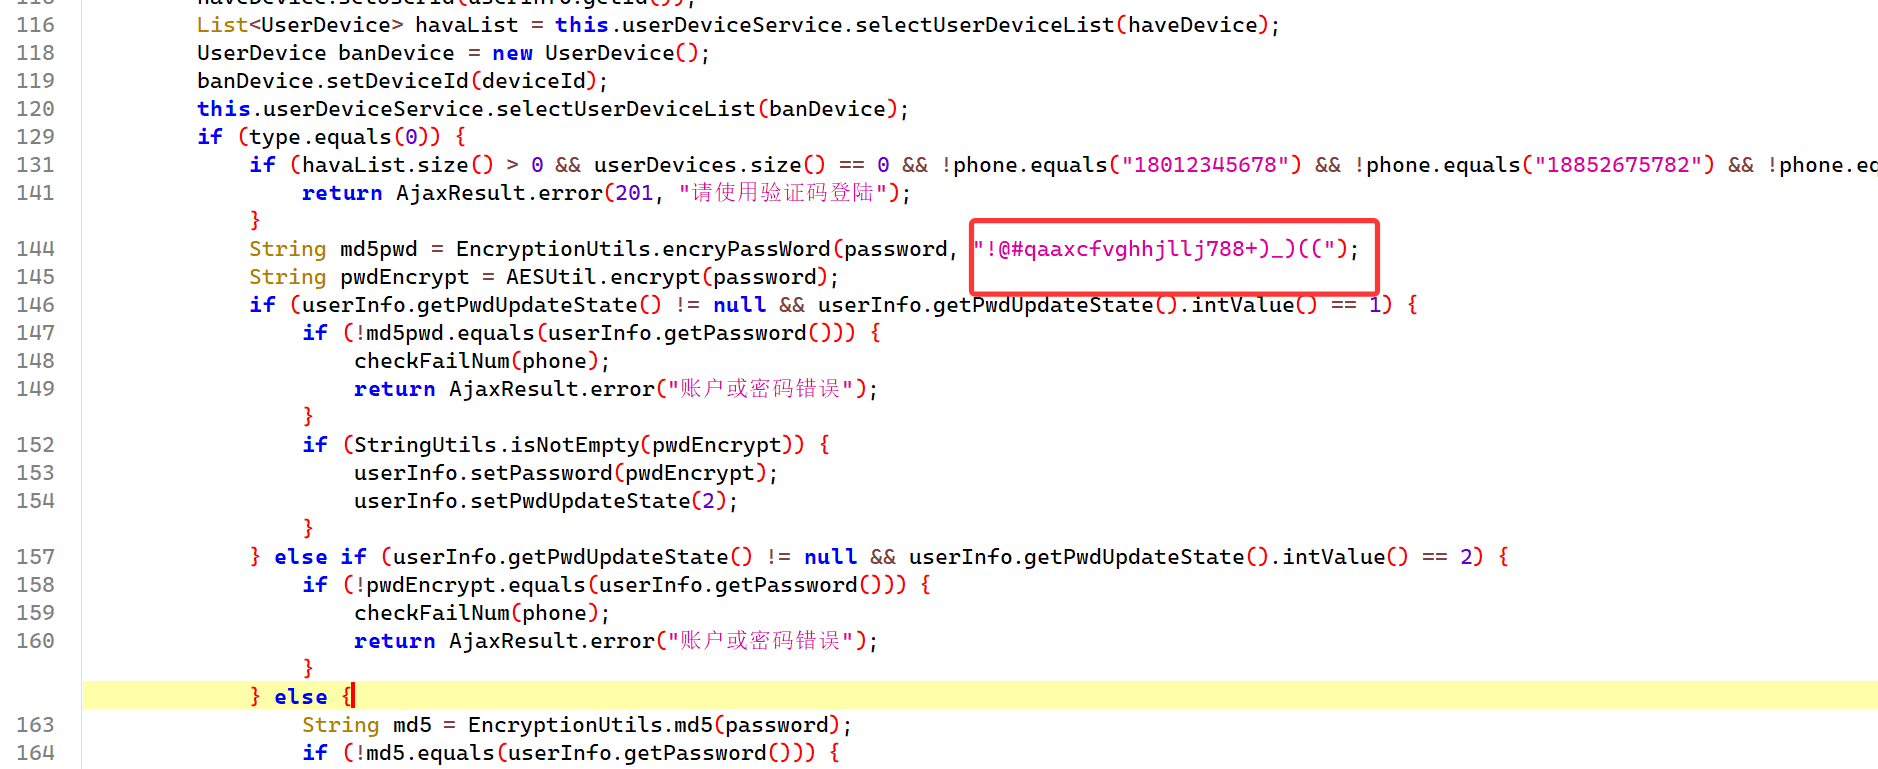 116 List<UserDevice> havaList = this.userDeviceService.selectUserDeviceList(haveDevice);
118 UserDevice banDevice = new UserDevice();
119 banDevice.setDeviceId(deviceId);
120 this.userDeviceService.selectUserDeviceList(banDevice);
129 if (type.equals(0)) {
131 if (havaList.size() > 0 && userDevices.size() == 0 && !phone.equals("18012345678") && !phone.equals("18852675782") && !phone.eq
141 return AjaxResult.error(201, "请使用验证码登陆");
}
144 String md5pwd = EncryptionUtils.encryPassWord(password, "!@#qaaxcfvghhjllj788+)_)((");
145 String pwdEncrypt = AESUtil.encrypt(password);
146 if (userInfo.getPwdUpdateState() != null && userInfo.getPwdUpdateState().intValue() == 1) {
147 if (!md5pwd.equals(userInfo.getPassword())) {
148 checkFailNum(phone);
149 return AjaxResult.error("账户或密码错误");
}
152 if (StringUtils.isNotEmpty(pwdEncrypt)) {
153 userInfo.setPassword(pwdEncrypt);
154 userInfo.setPwdUpdateState(2);
}
157 } else if (userInfo.getPwdUpdateState() != null && userInfo.getPwdUpdateState().intValue() == 2) {
158 if (!pwdEncrypt.equals(userInfo.getPassword())) {
159 checkFailNum(phone);
160 return AjaxResult.error("账户或密码错误");
}
} else {
163 String md5 = EncryptionUtils.md5(password);
164 if (!md5.equals(userInfo.getPassword())) {